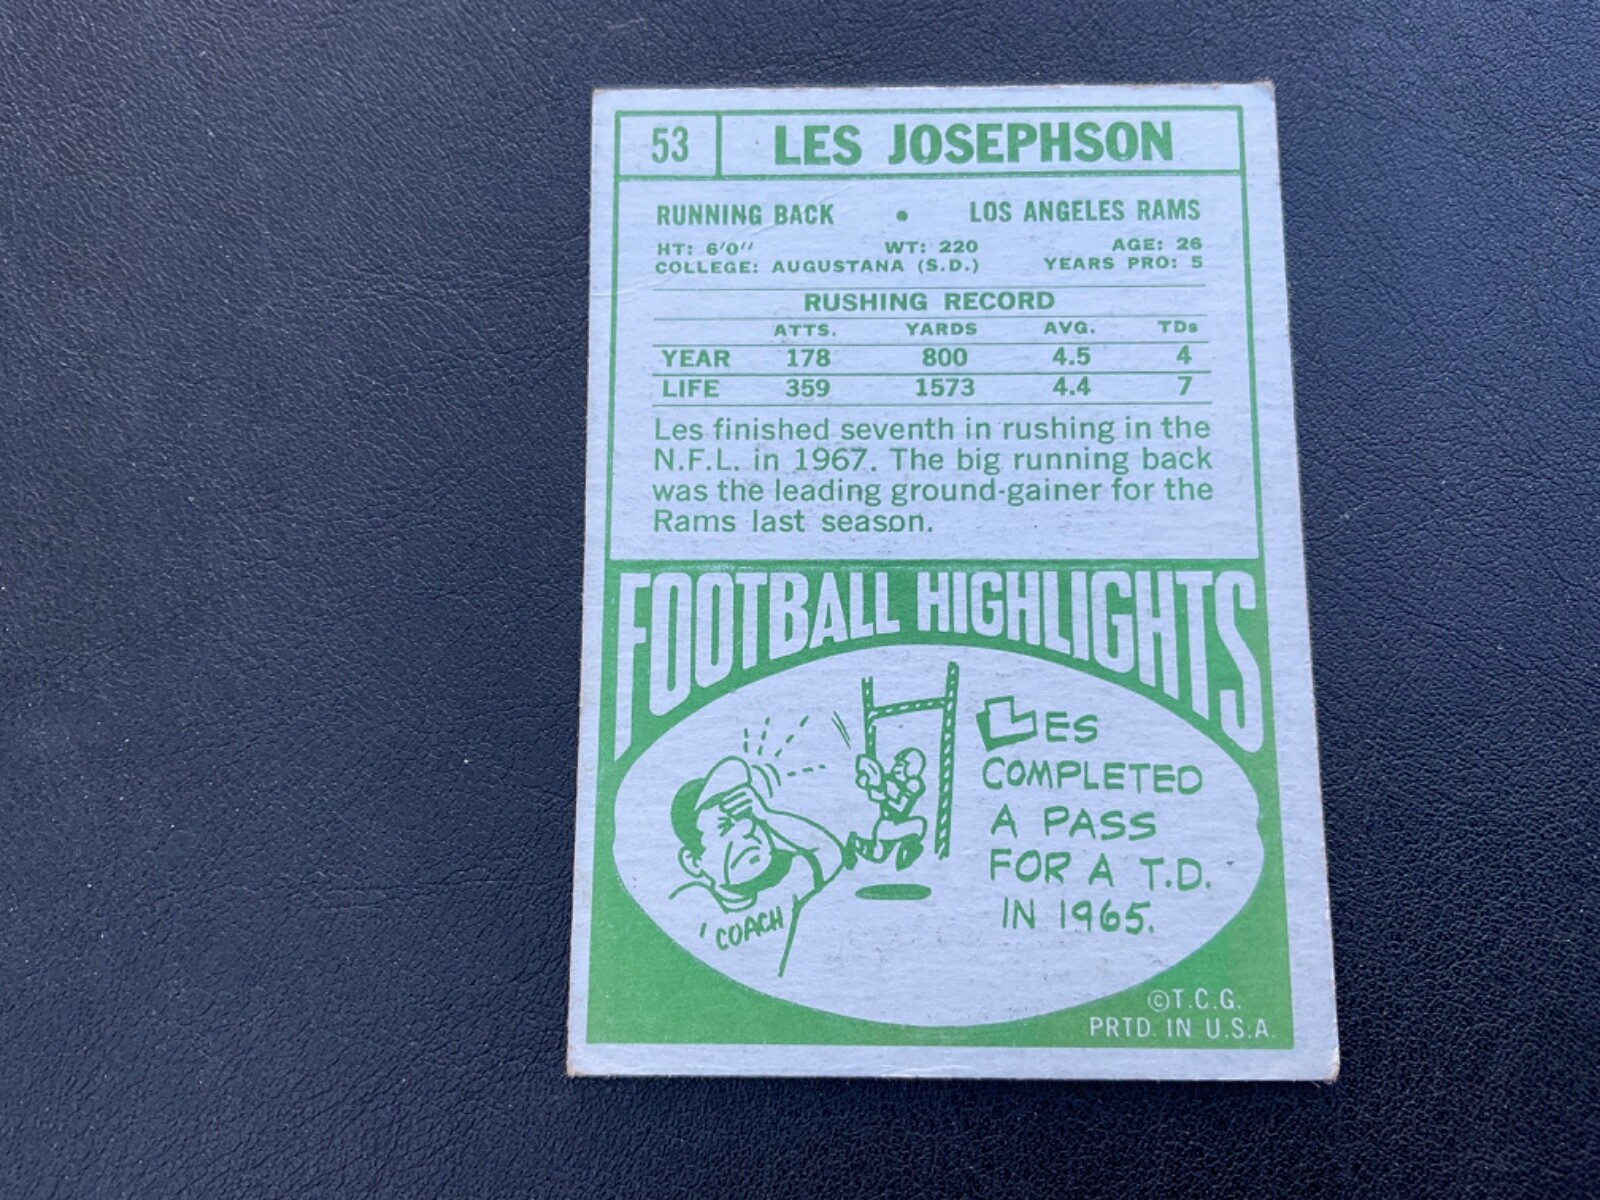 53 LES JOSEPHSON
RUNNING BACK • LOS ANGELES RAMS
HT: 6'0'' WT: 220 AGE: 26
COLLEGE: AUGUSTANA (S.D.) YEARS PRO: 5
RUSHING RECORD
ATTS. YARDS AVG. TDs
YEAR 178 800 4.5 4
LIFE 359 1573 4.4 7
Les finished seventh in rushing in the
N.F.L. in 1967. The big running back
was the leading ground-gainer for the
Rams last season.
FOOTBALL HIGHLIGHTS
LES
COMPLETED
A PASS
FOR A T.D.
IN 1965.
COACH
©T.C.G.
PRTD. IN U.S.A.